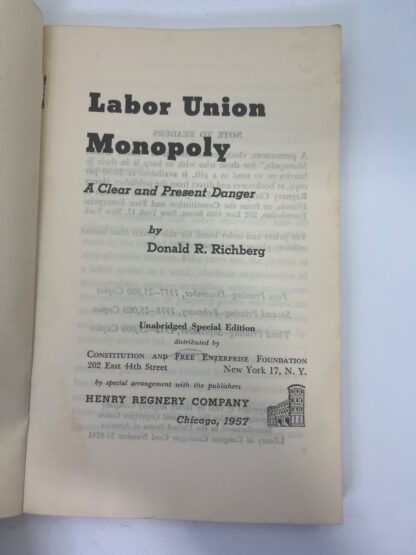 Labor Union
Monopoly
A Clear and Present Danger
by
Donald R. Richberg
Unabridged Special Edition
distributed by
CONSTITUTION AND FREE ENTERPRISE FOUNDATION
202 East 44th Street New York 17, N. Y.
by special arrangement with the publishers
HENRY REGNERY COMPANY
Chicago, 1957